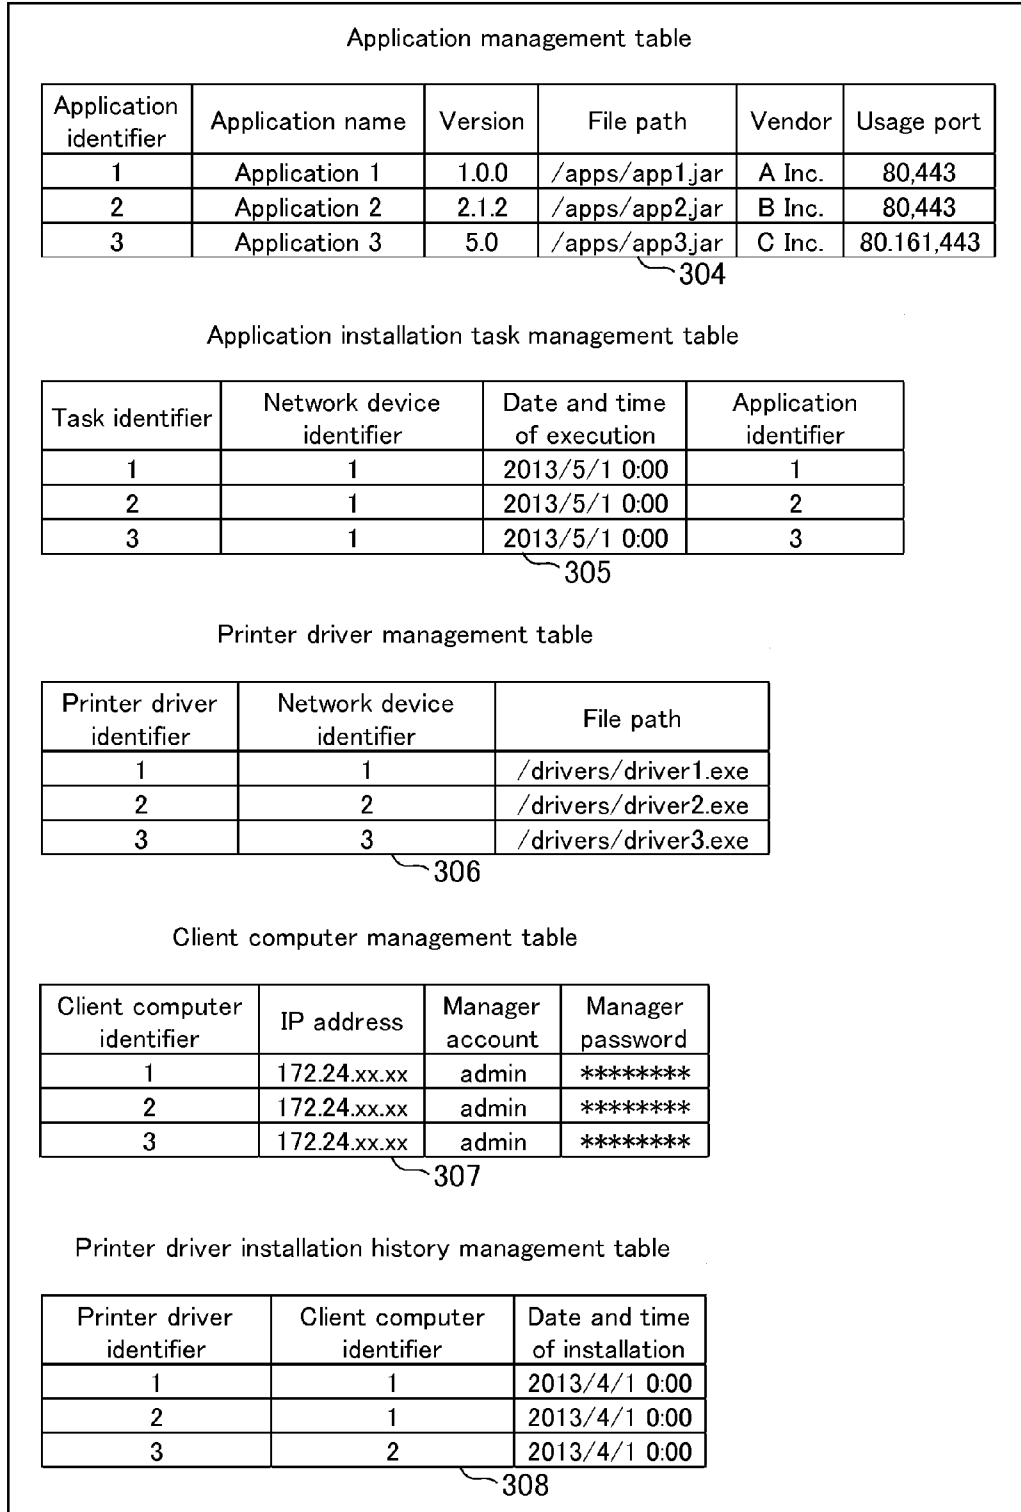 Application management table
Application identifier | Application name | Version | File path | Vendor | Usage port
1 | Application 1 | 1.0.0 | /apps/app1.jar | A Inc. | 80,443
2 | Application 2 | 2.1.2 | /apps/app2.jar | B Inc. | 80,443
3 | Application 3 | 5.0 | /apps/app3.jar | C Inc. | 80.161,443
304
Application installation task management table
Task identifier | Network device identifier | Date and time of execution | Application identifier
1 | 1 | 2013/5/1 0:00 | 1
2 | 1 | 2013/5/1 0:00 | 2
3 | 1 | 2013/5/1 0:00 | 3
305
Printer driver management table
Printer driver identifier | Network device identifier | File path
1 | 1 | /drivers/driver1.exe
2 | 2 | /drivers/driver2.exe
3 | 3 | /drivers/driver3.exe
306
Client computer management table
Client computer identifier | IP address | Manager account | Manager password
1 | 172.24.xx.xx | admin | ********
2 | 172.24.xx.xx | admin | ********
3 | 172.24.xx.xx | admin | ********
307
Printer driver installation history management table
Printer driver identifier | Client computer identifier | Date and time of installation
1 | 1 | 2013/4/1 0:00
2 | 1 | 2013/4/1 0:00
3 | 2 | 2013/4/1 0:00
308